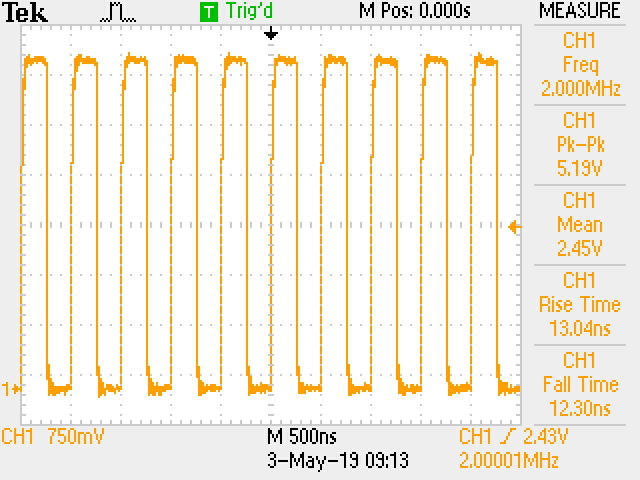 Tek T Trig'd M Pos: 0.000s MEASURE
CH1
Freq
2.000MHz
CH1
Pk-Pk
5.19V
CH1
Mean
2.45V
CH1
Rise Time
13.04ns
CH1
Fall Time
12.30ns
1
CH1 750mV M 500ns CH1 2.43V
3-May-19 09:13 2.00001MHz